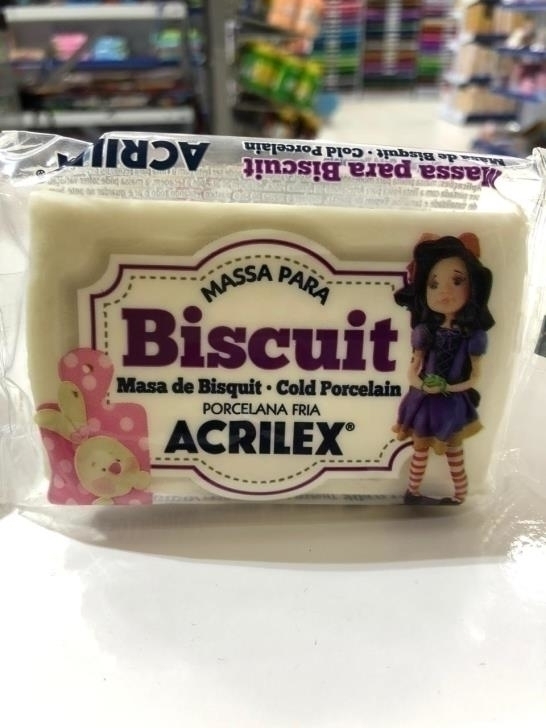 ACRILEX
Massa para Biscuit
Masa de Bisquit · Cold Porcelain
MASSA PARA
Biscuit
Masa de Bisquit · Cold Porcelain
PORCELANA FRIA
ACRILEX®